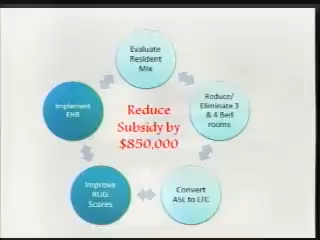 Evaluate
Resident
Mix
Reduce/
Eliminate 3
& 4 Bed
rooms
Convert
ASE to LTC
Improve
RUG
Scores
Implement
EHR
Reduce
Subsidy by
$850,000